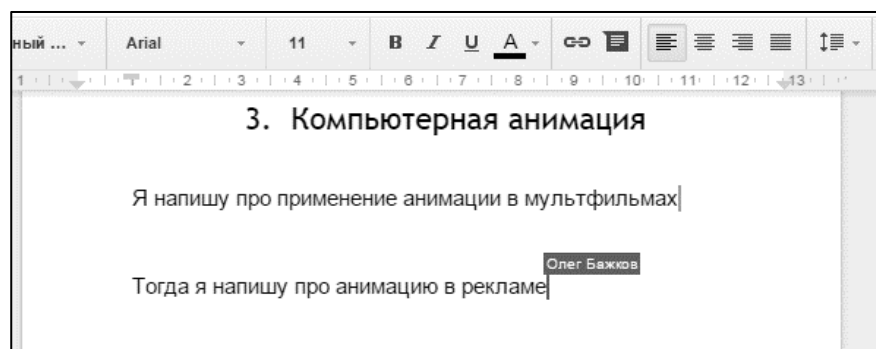 ный ... Arial 11 B I U A
1 1 2 3 4 5 6 7 8 9 10 11 12 13
3. Компьютерная анимация
Я напишу про применение анимации в мультфильмах
Олег Бажков
Тогда я напишу про анимацию в рекламе